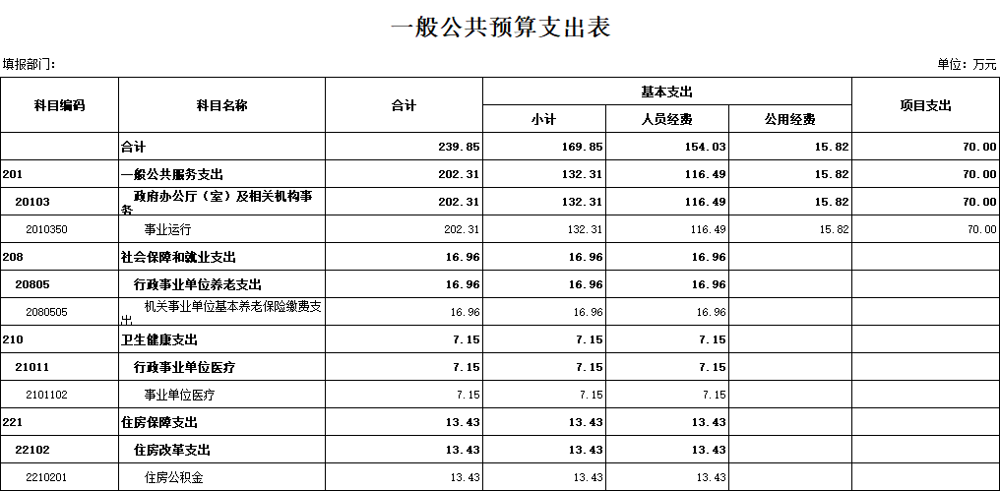 一般公共预算支出表
填报部门： 单位：万元
科目编码 科目名称 合计 基本支出 项目支出
小计 人员经费 公用经费
合计 239.85 169.85 154.03 15.82 70.00
201 一般公共服务支出 202.31 132.31 116.49 15.82 70.00
20103 政府办公厅（室）及相关机构事
务 202.31 132.31 116.49 15.82 70.00
2010350 事业运行 202.31 132.31 116.49 15.82 70.00
208 社会保障和就业支出 16.96 16.96 16.96
20805 行政事业单位养老支出 16.96 16.96 16.96
2080505 机关事业单位基本养老保险缴费支
出 16.96 16.96 16.96
210 卫生健康支出 7.15 7.15 7.15
21011 行政事业单位医疗 7.15 7.15 7.15
2101102 事业单位医疗 7.15 7.15 7.15
221 住房保障支出 13.43 13.43 13.43
22102 住房改革支出 13.43 13.43 13.43
2210201 住房公积金 13.43 13.43 13.43